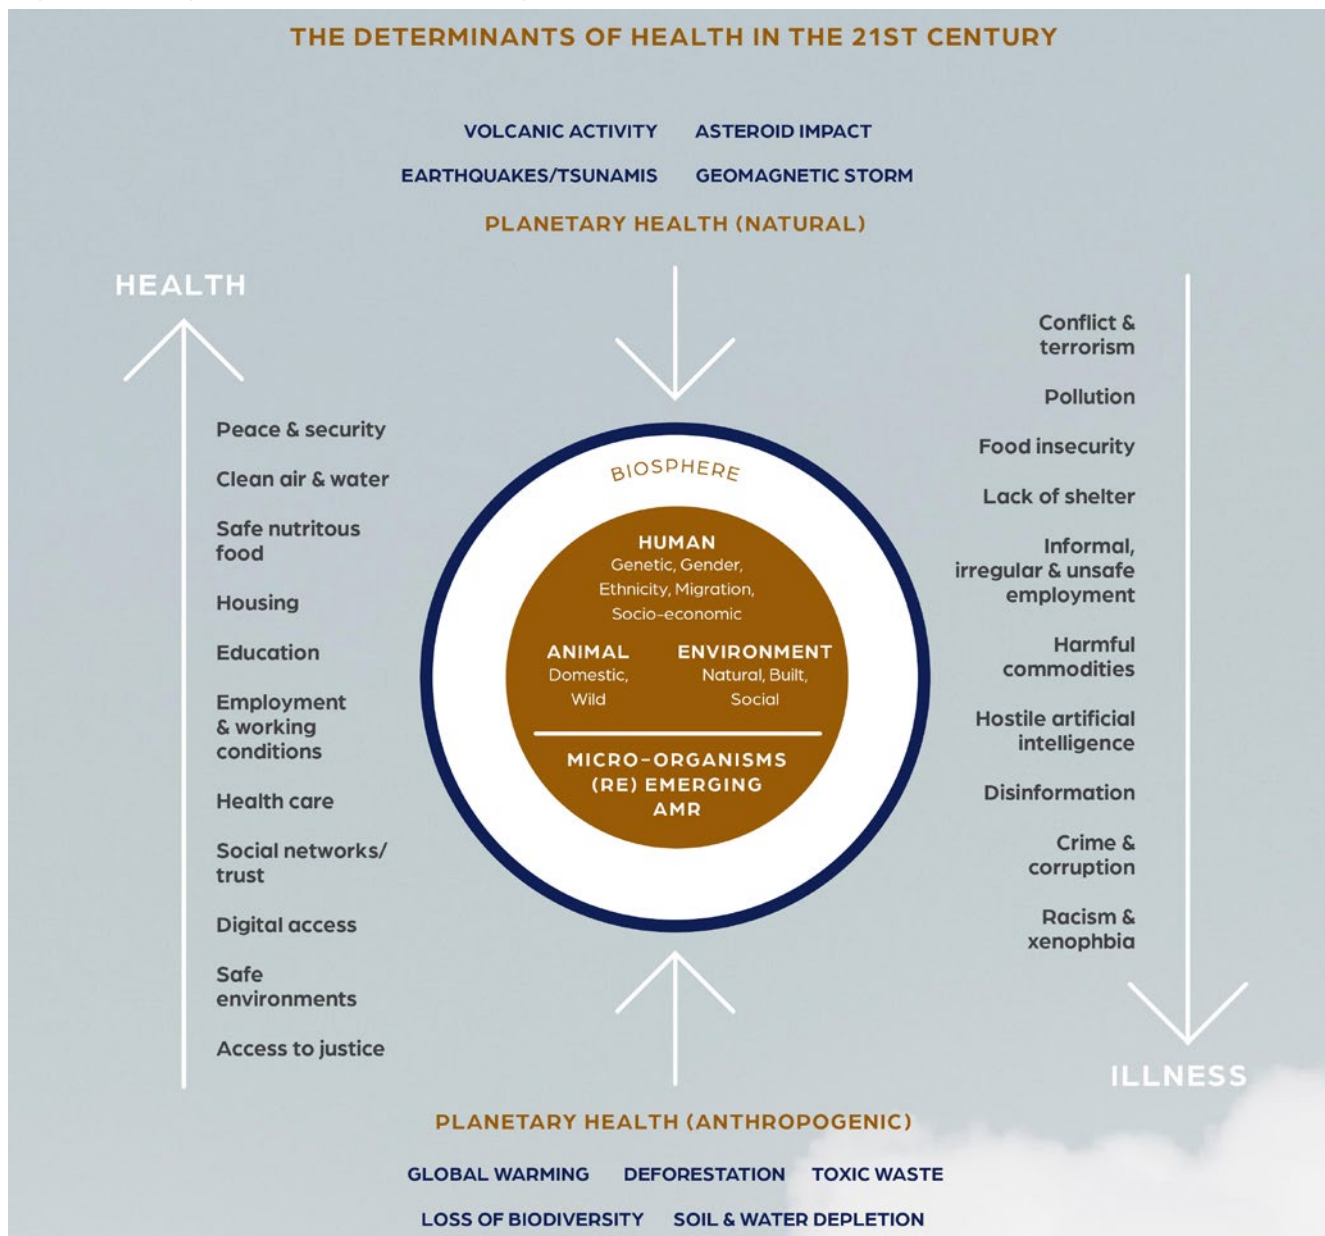 THE DETERMINANTS OF HEALTH IN THE 21ST CENTURY
VOLCANIC ACTIVITY ASTEROID IMPACT
EARTHQUAKES/TSUNAMIS GEOMAGNETIC STORM
PLANETARY HEALTH (NATURAL)
HEALTH
Peace & security
Clean air & water
Safe nutritous
food
Housing
Education
Employment
& working
conditions
Health care
Social networks/
trust
Digital access
Safe
environments
Access to justice
BIOSPHERE
HUMAN
Genetic, Gender,
Ethnicity, Migration,
Socio-economic
ANIMAL
Domestic,
Wild
ENVIRONMENT
Natural, Built,
Social
MICRO-ORGANISMS
(RE) EMERGING
AMR
Conflict &
terrorism
Pollution
Food insecurity
Lack of shelter
Informal,
irregular & unsafe
employment
Harmful
commodities
Hostile artificial
intelligence
Disinformation
Crime &
corruption
Racism &
xenophbia
ILLNESS
PLANETARY HEALTH (ANTHROPOGENIC)
GLOBAL WARMING DEFORESTATION TOXIC WASTE
LOSS OF BIODIVERSITY SOIL & WATER DEPLETION